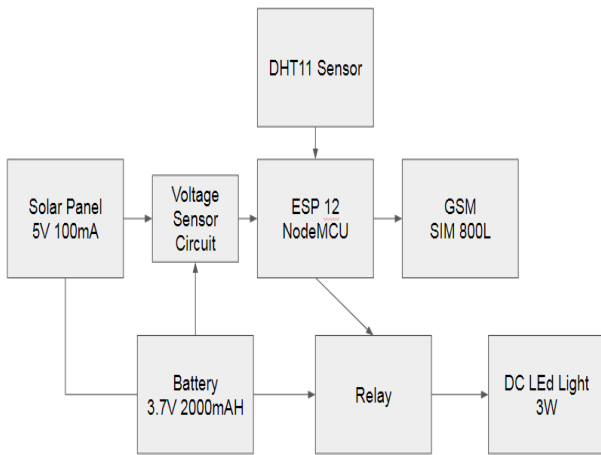 DHT11 Sensor
Solar Panel
5V 100mA
Voltage
Sensor
Circuit
ESP 12
NodeMCU
GSM
SIM 800L
Battery
3.7V 2000mAH
Relay
DC LEd Light
3W